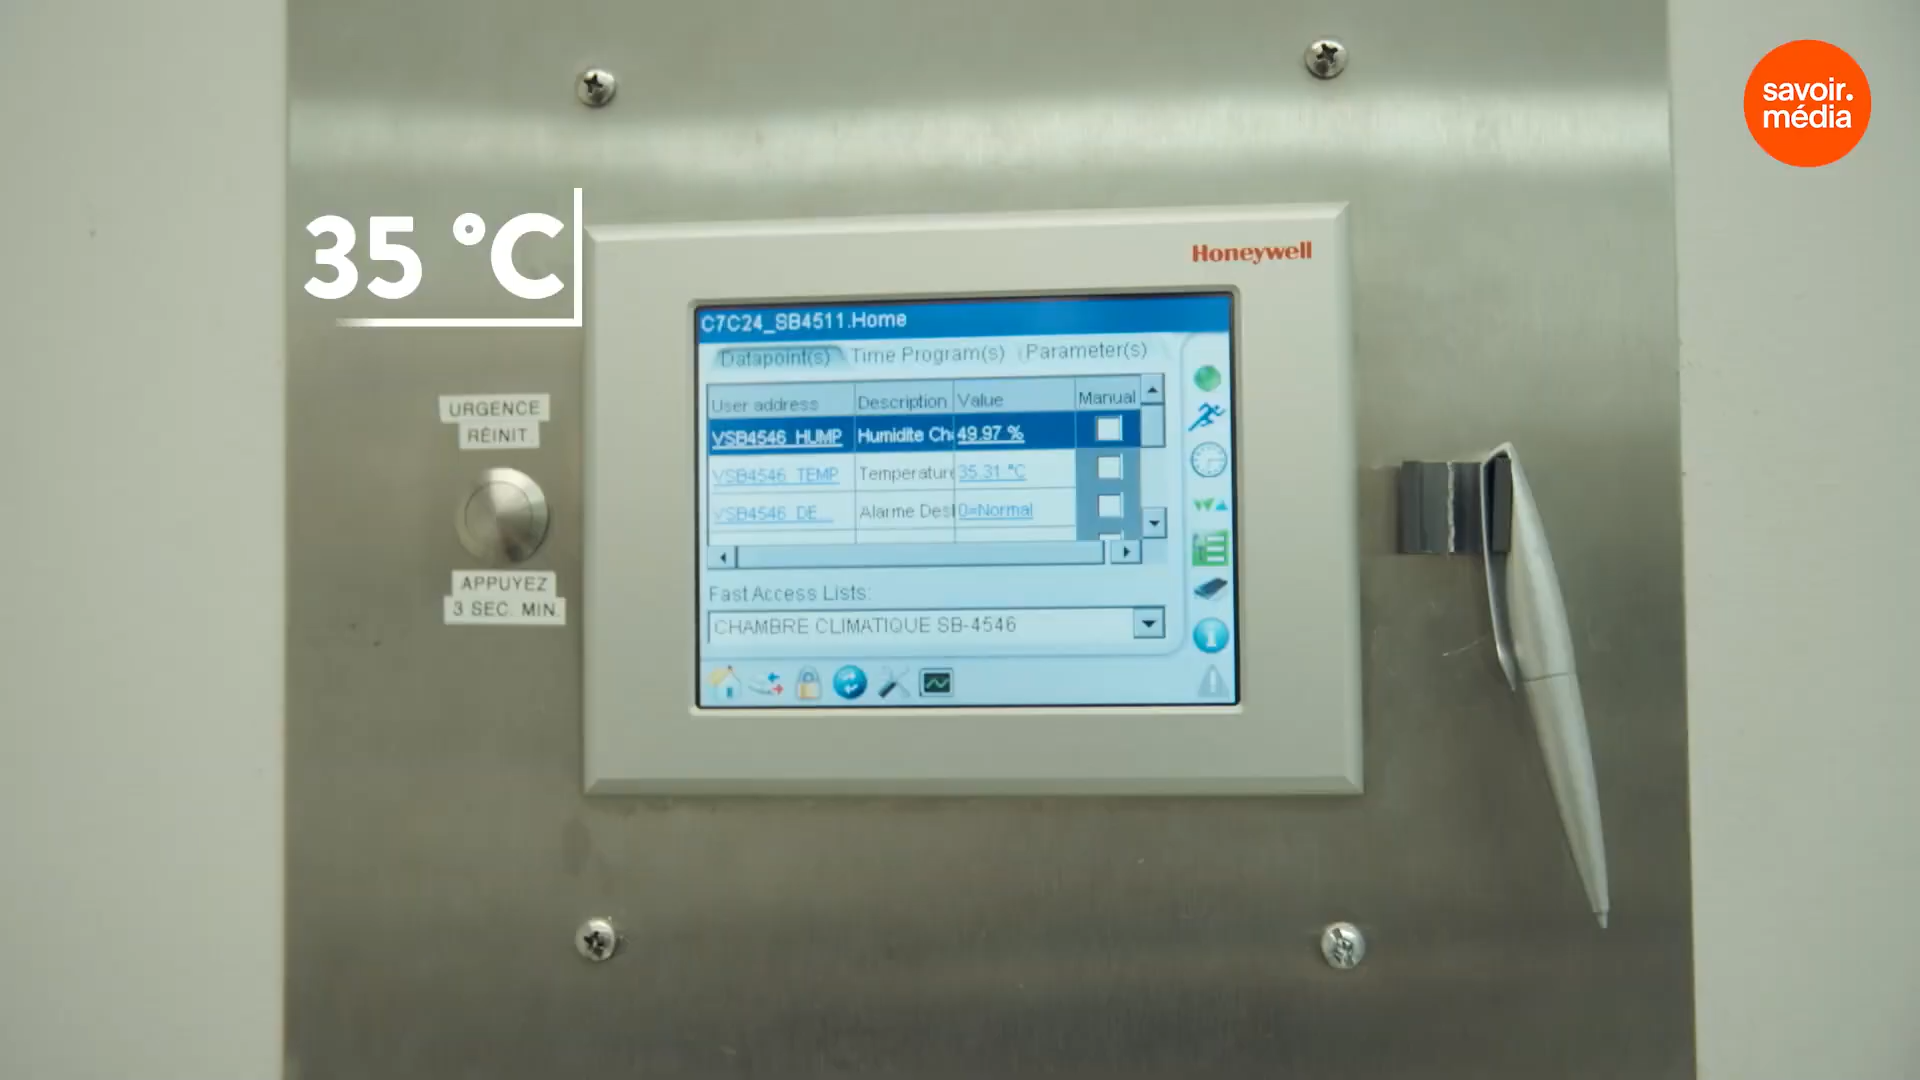 savoir.
média
35 °C
Honeywell
C7C24_SB4511.Home
Datapoint(s) Time Program(s) Parameter(s)
User address Description Value Manual
VSB4546_HUMP Humidite Ch 49.97 %
VSB4546_TEMP Temperature 35.31 °C
VSB4546_DE... Alarme Des 0=Normal
Fast Access Lists:
CHAMBRE CLIMATIQUE SB-4546
URGENCE
RÉINIT.
APPUYEZ
3 SEC. MIN.